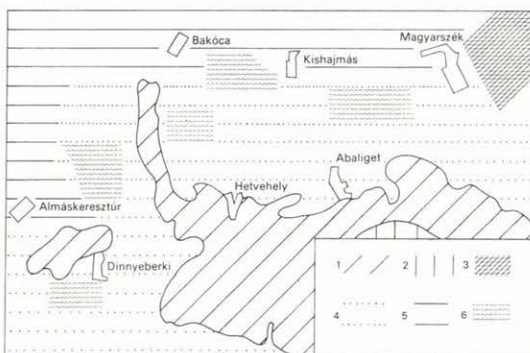 Bakóca
Magyarszék
Kishajmás
Abaliget
Hetvehely
Almáskeresztúr
Dinnyeberki
1 2 3
4 5 6